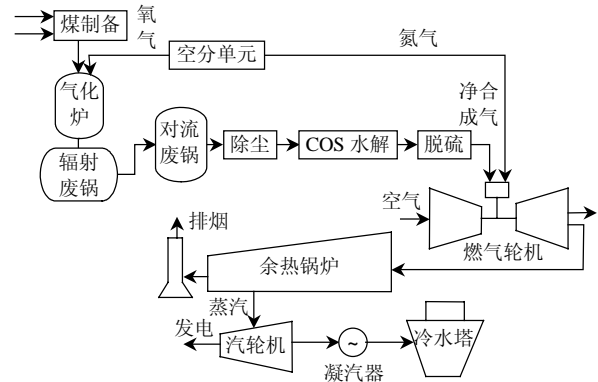 煤制备
氧
气
空分单元
氮气
气化
炉
净合
成气
对流
废锅
除尘
COS 水解
脱硫
辐射
废锅
空气
燃气轮机
排烟
余热锅炉
蒸汽
发电
汽轮机
~
冷水塔
凝汽器